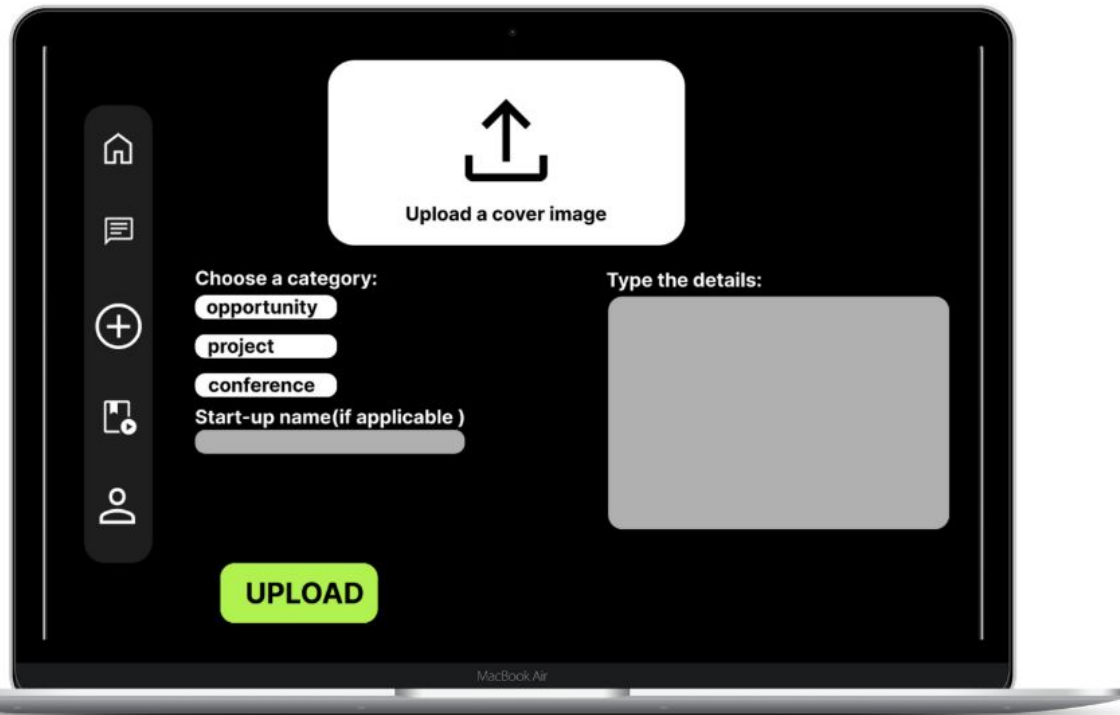 Upload a cover image
Choose a category:
opportunity
project
conference
Start-up name(if applicable )
Type the details:
UPLOAD
MacBook Air